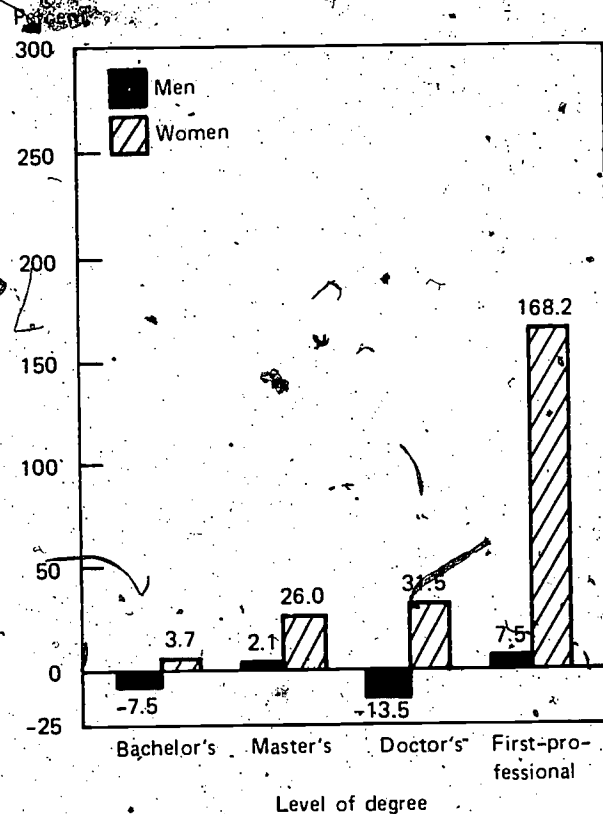 Percent
300
Men
Women
250
200
168.2
150
100
50
31.5
26.0
3.7
2.1
7.5
0
-7.5
-13.5
-25
Bachelor's Master's Doctor's First-pro-
fessional
Level of degree